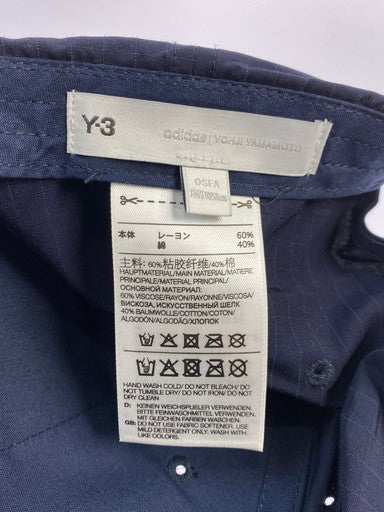 Y-3
adidas | YOHJI YAMAMOTO
OSFA
本体 レーヨン 60%
綿 40%
主料: 60%粘胶纤维/40%棉
HAUPTMATERIAL/MAIN MATERIAL/MATIERE
PRINCIPALE/MATERIAL PRINCIPAL/
ОСНОВНОЙ МАТЕРИАЛ:
60% VISCOSE/RAYON/RAYONNE/VISCOSA/
ВИСКОЗА, ИСКУССТВЕННЫЙ ШЕЛК
40% BAUMWOLLE/COTTON/COTON/
ALGODON/ALGODÃO/ХЛОПОК
HAND WASH COLD/ DO NOT BLEACH/ DO
NOT TUMBLE DRY/ DO NOT IRON/ DO NOT
DRY CLEAN
D: KEINEN WEICHSPUELER VERWENDEN.
BITTE FEINWASCHMITTEL VERWENDEN.
MIT GLEICHEN FARBEN WASCHEN.
GB: DO NOT USE FABRIC SOFTENER. USE
MILD DETERGENT ONLY. WASH WITH
LIKE COLORS.